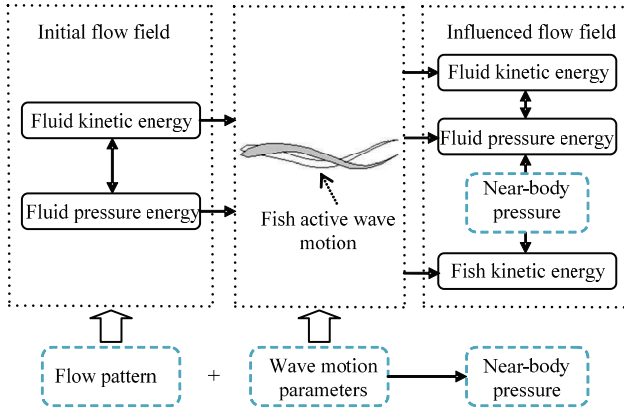 Initial flow field
Fluid kinetic energy
Fluid pressure energy
Fish active wave
motion
Influenced flow field
Fluid kinetic energy
Fluid pressure energy
Near-body
pressure
Fish kinetic energy
Flow pattern
+
Wave motion
parameters
Near-body
pressure